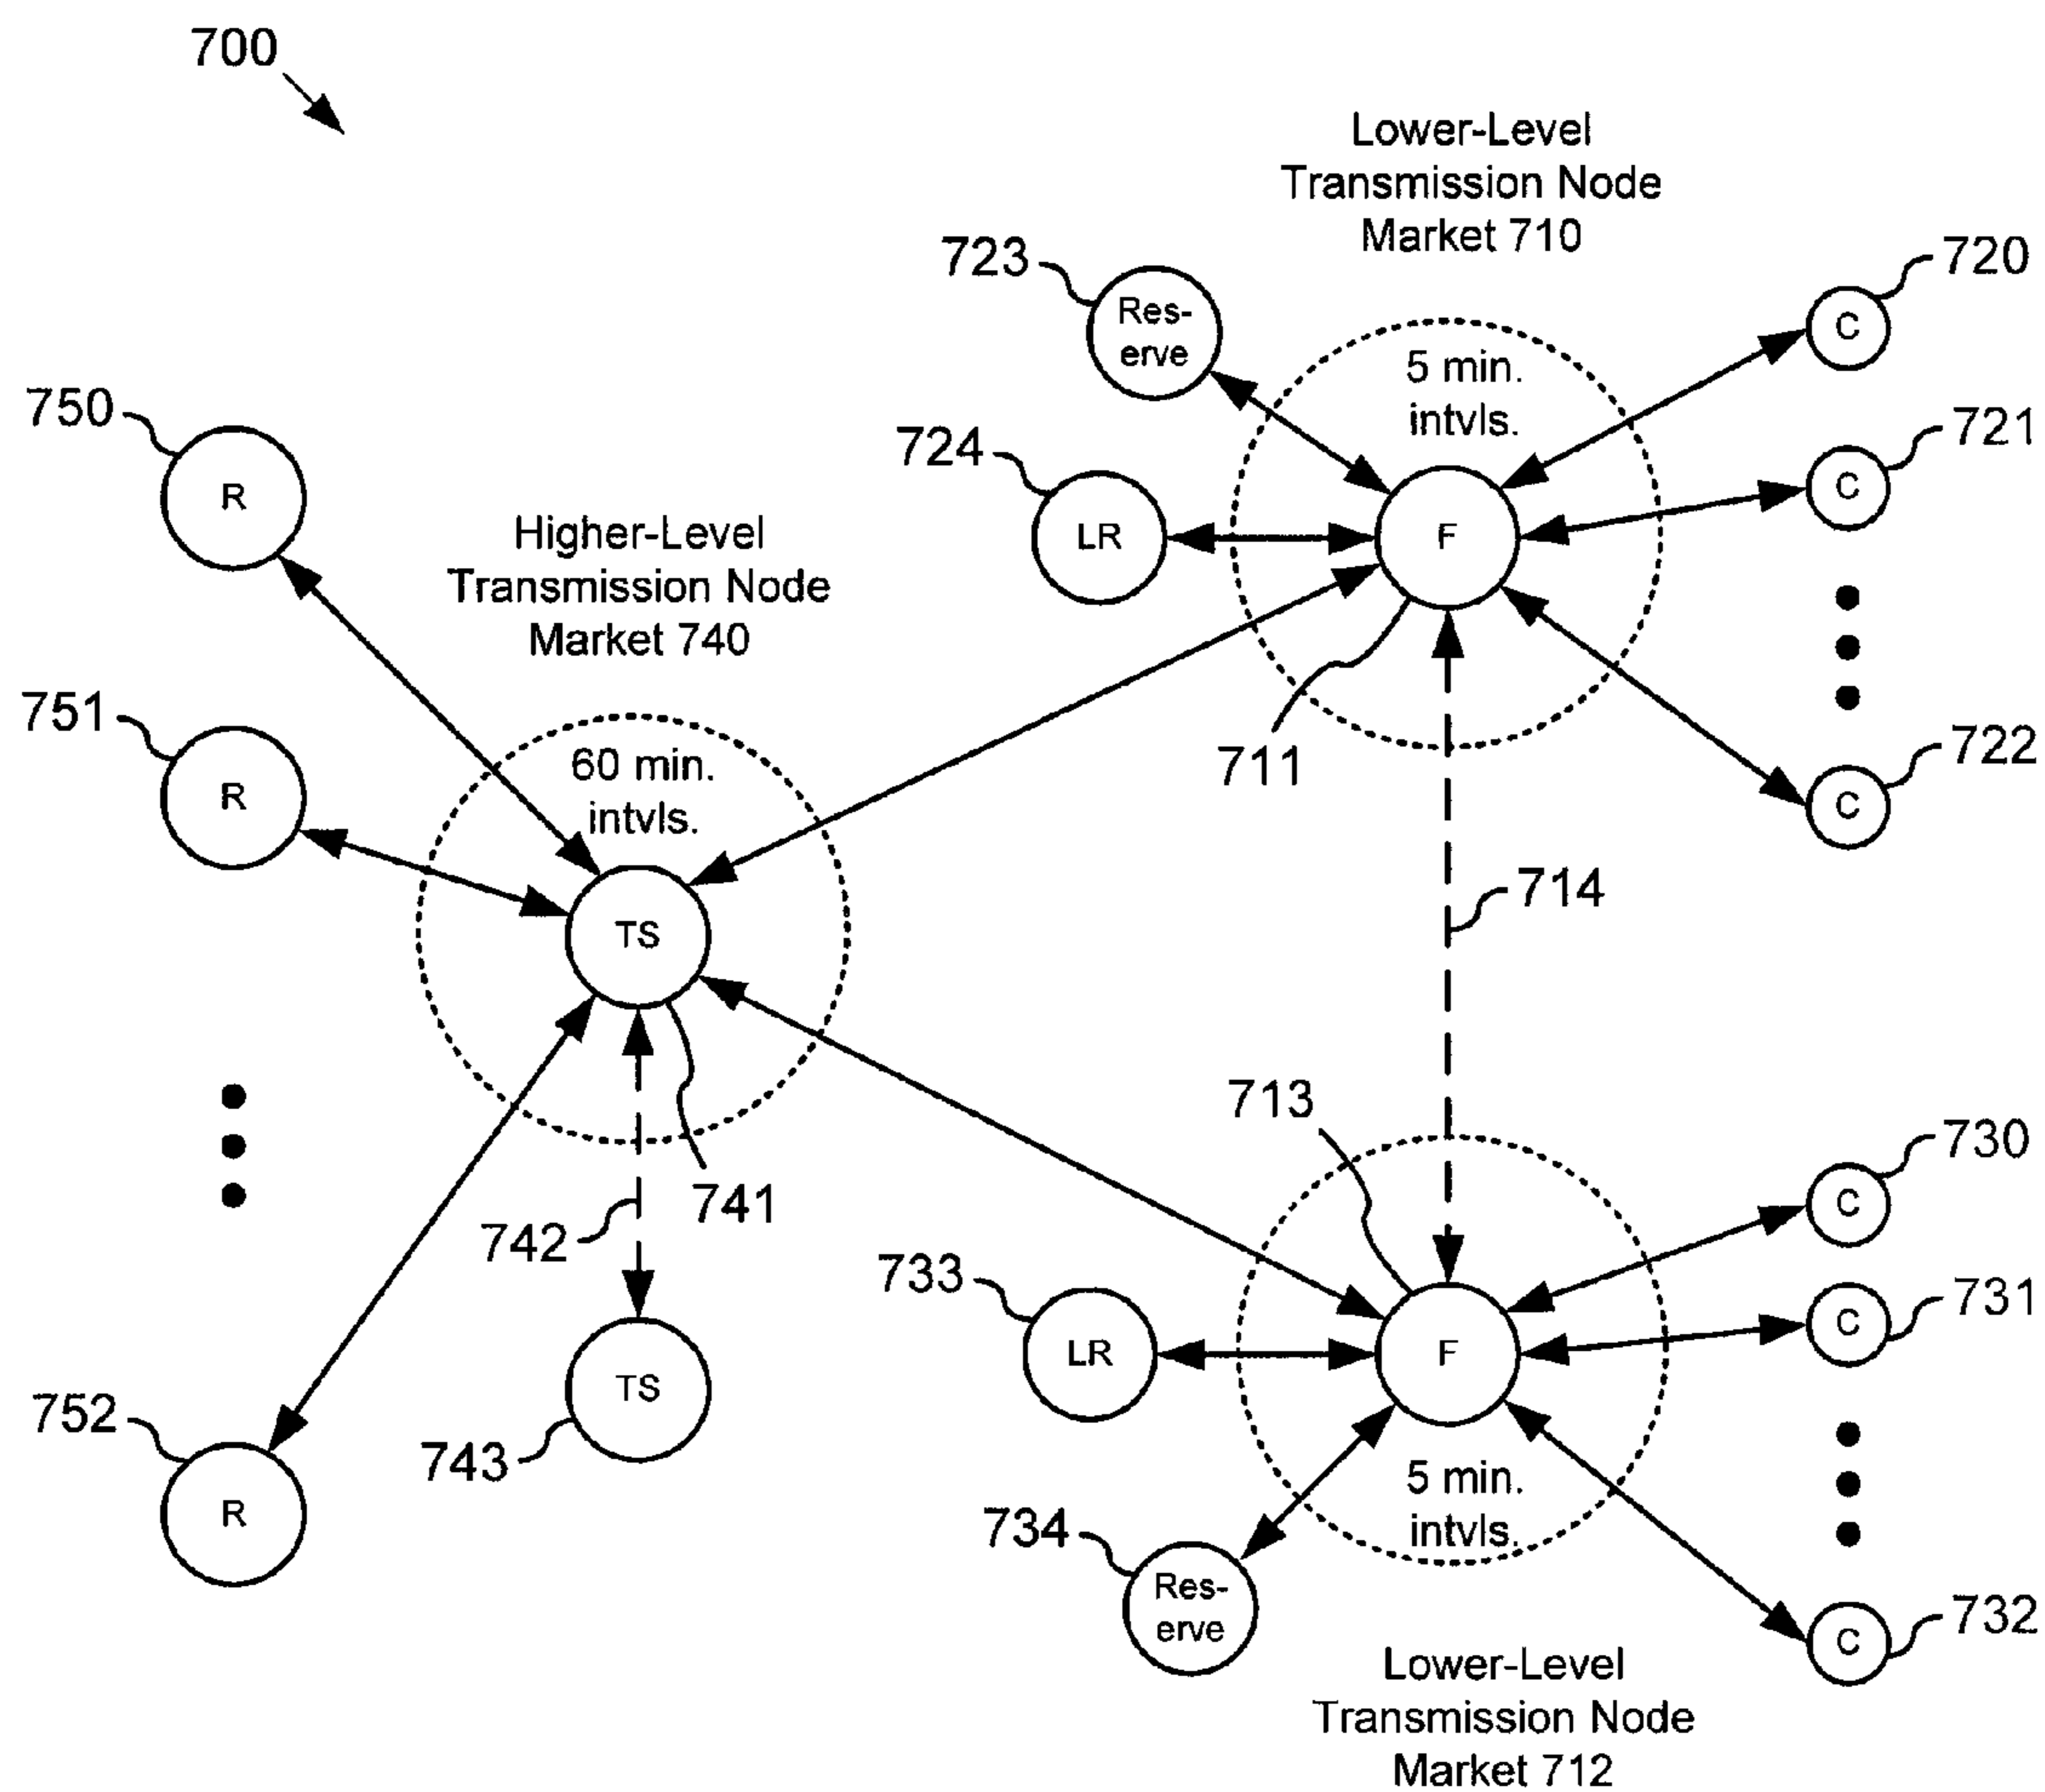 700
Lower-Level
Transmission Node
Market 710
723
Res-
erve
720
C
5 min.
intvls.
750
R
724
LR
F
721
C
Higher-Level
Transmission Node
Market 740
751
R
60 min.
intvls.
711
722
C
TS
714
741
742
713
730
C
733
LR
F
731
C
752
R
TS
743
5 min.
intvls.
734
Res-
erve
732
C
Lower-Level
Transmission Node
Market 712